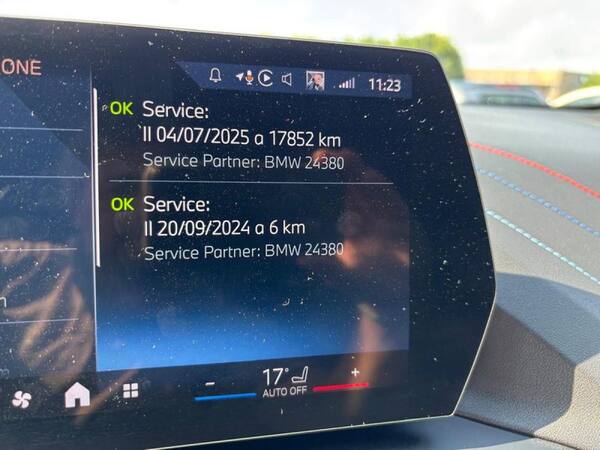 ONE
11:23
OK Service:
Il 04/07/2025 a 17852 km
Service Partner: BMW 24380
OK Service:
Il 20/09/2024 a 6 km
Service Partner: BMW 24380
- 17° +
AUTO OFF